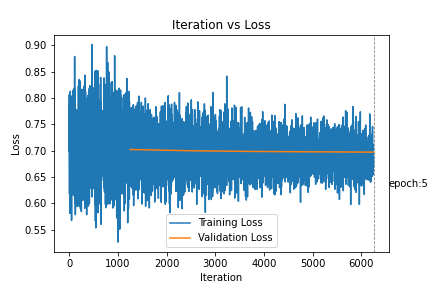 Iteration vs Loss
0.90
0.85
0.80
0.75
0.70
0.65
0.60
0.55
Loss
epoch:5
Training Loss
Validation Loss
0 1000 2000 3000 4000 5000 6000
Iteration